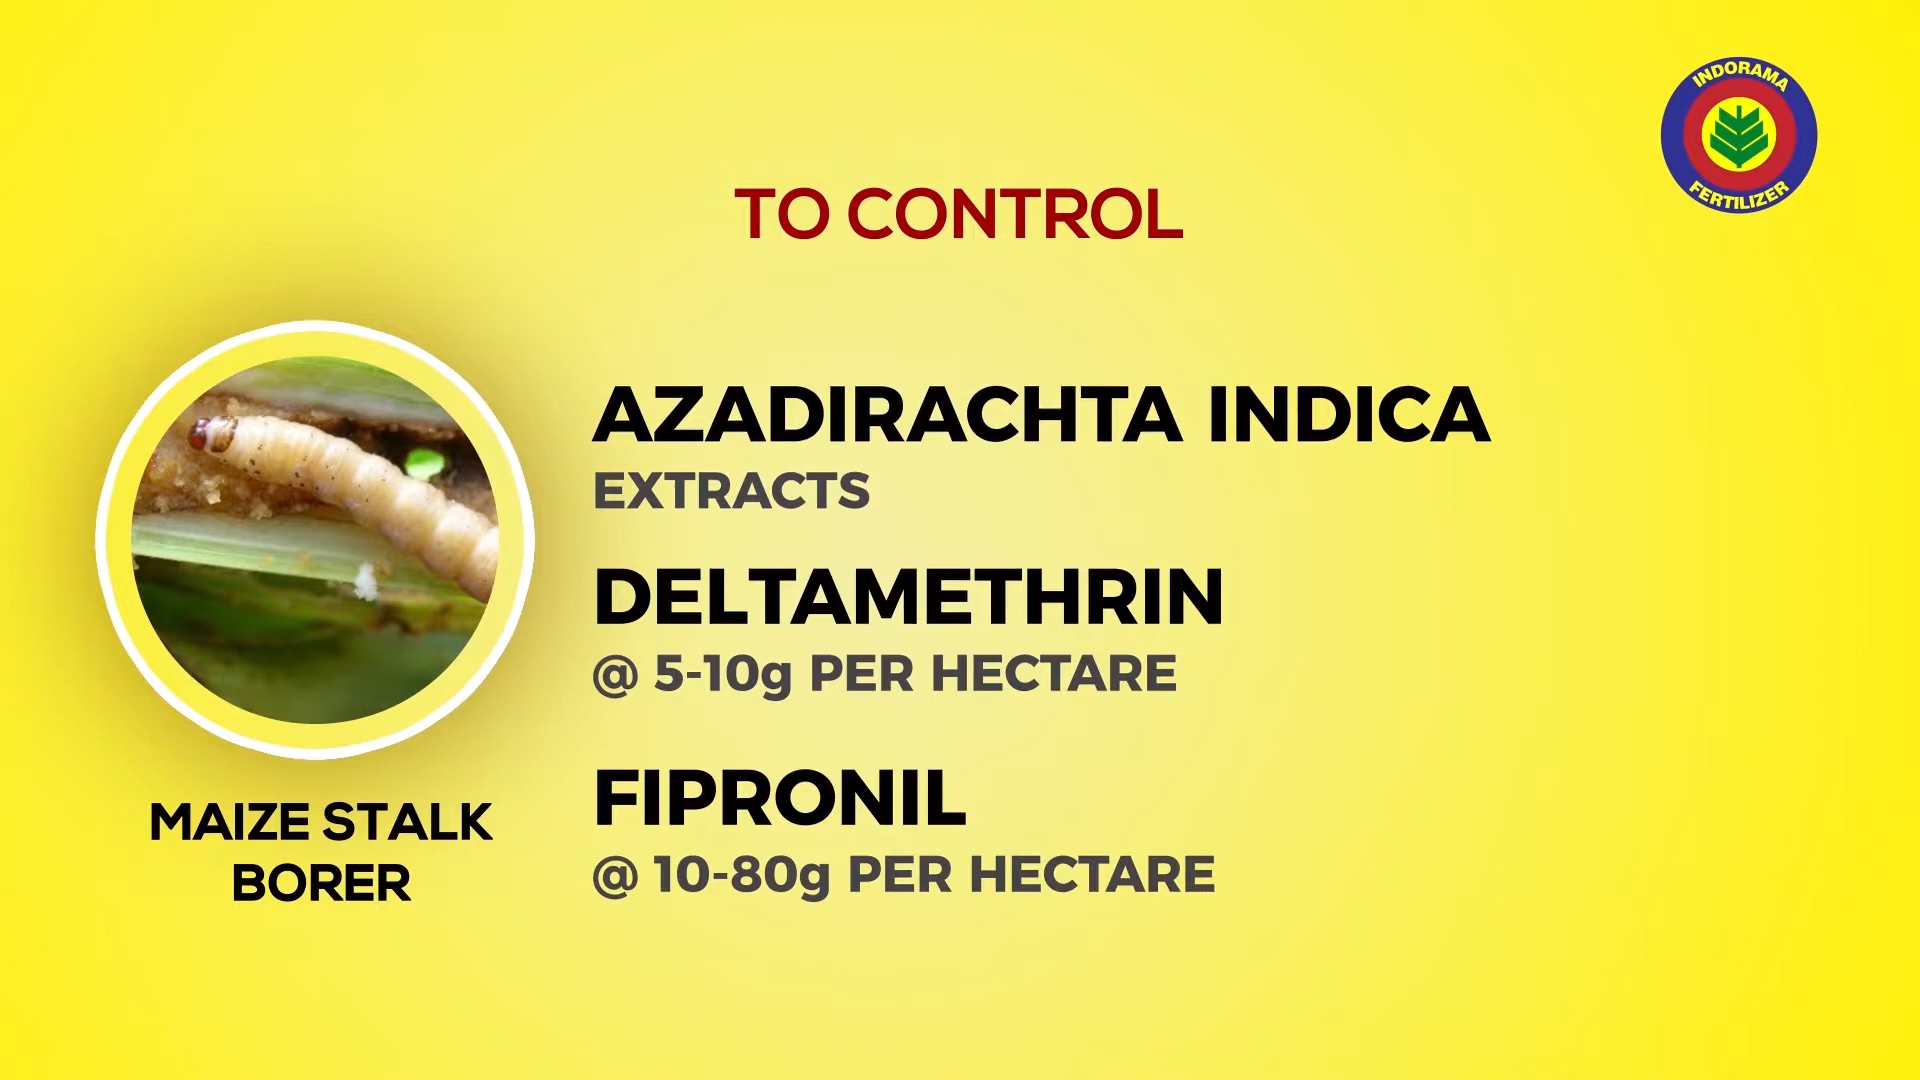 INDORAMA
FERTILIZER
TO CONTROL
AZADIRACHTA INDICA
EXTRACTS
DELTAMETHRIN
@ 5-10g PER HECTARE
FIPRONIL
@ 10-80g PER HECTARE
MAIZE STALK
BORER